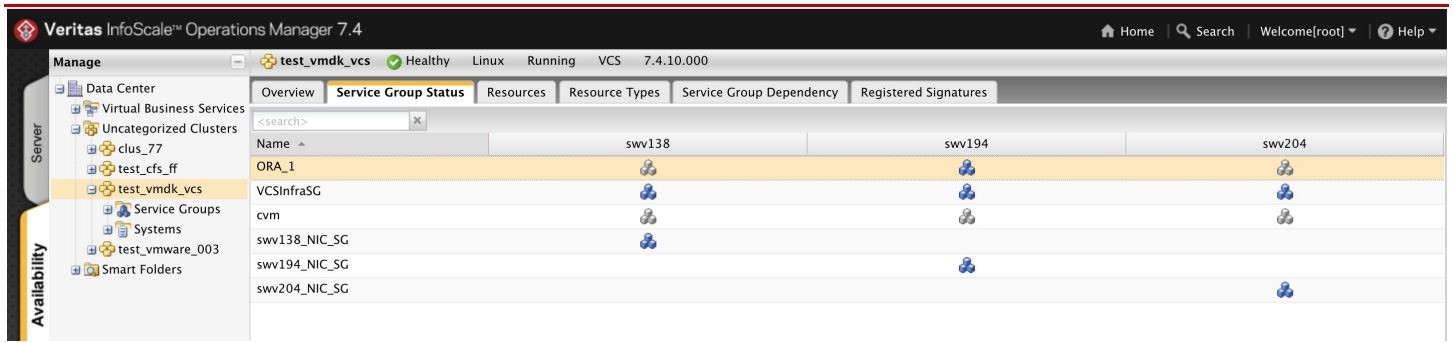 Veritas InfoScale™ Operations Manager 7.4
Home | Search | Welcome[root] | Help
Manage
test_vmdk_vcs Healthy Linux Running VCS 7.4.10.000
Server
Availability
Data Center
Virtual Business Services
Uncategorized Clusters
clus_77
test_cfs_ff
test_vmdk_vcs
Service Groups
Systems
test_vmware_003
Smart Folders
Overview Service Group Status Resources Resource Types Service Group Dependency Registered Signatures
<search>
Name swv138 swv194 swv204
ORA_1
VCSInfraSG
cvm
swv138_NIC_SG
swv194_NIC_SG
swv204_NIC_SG